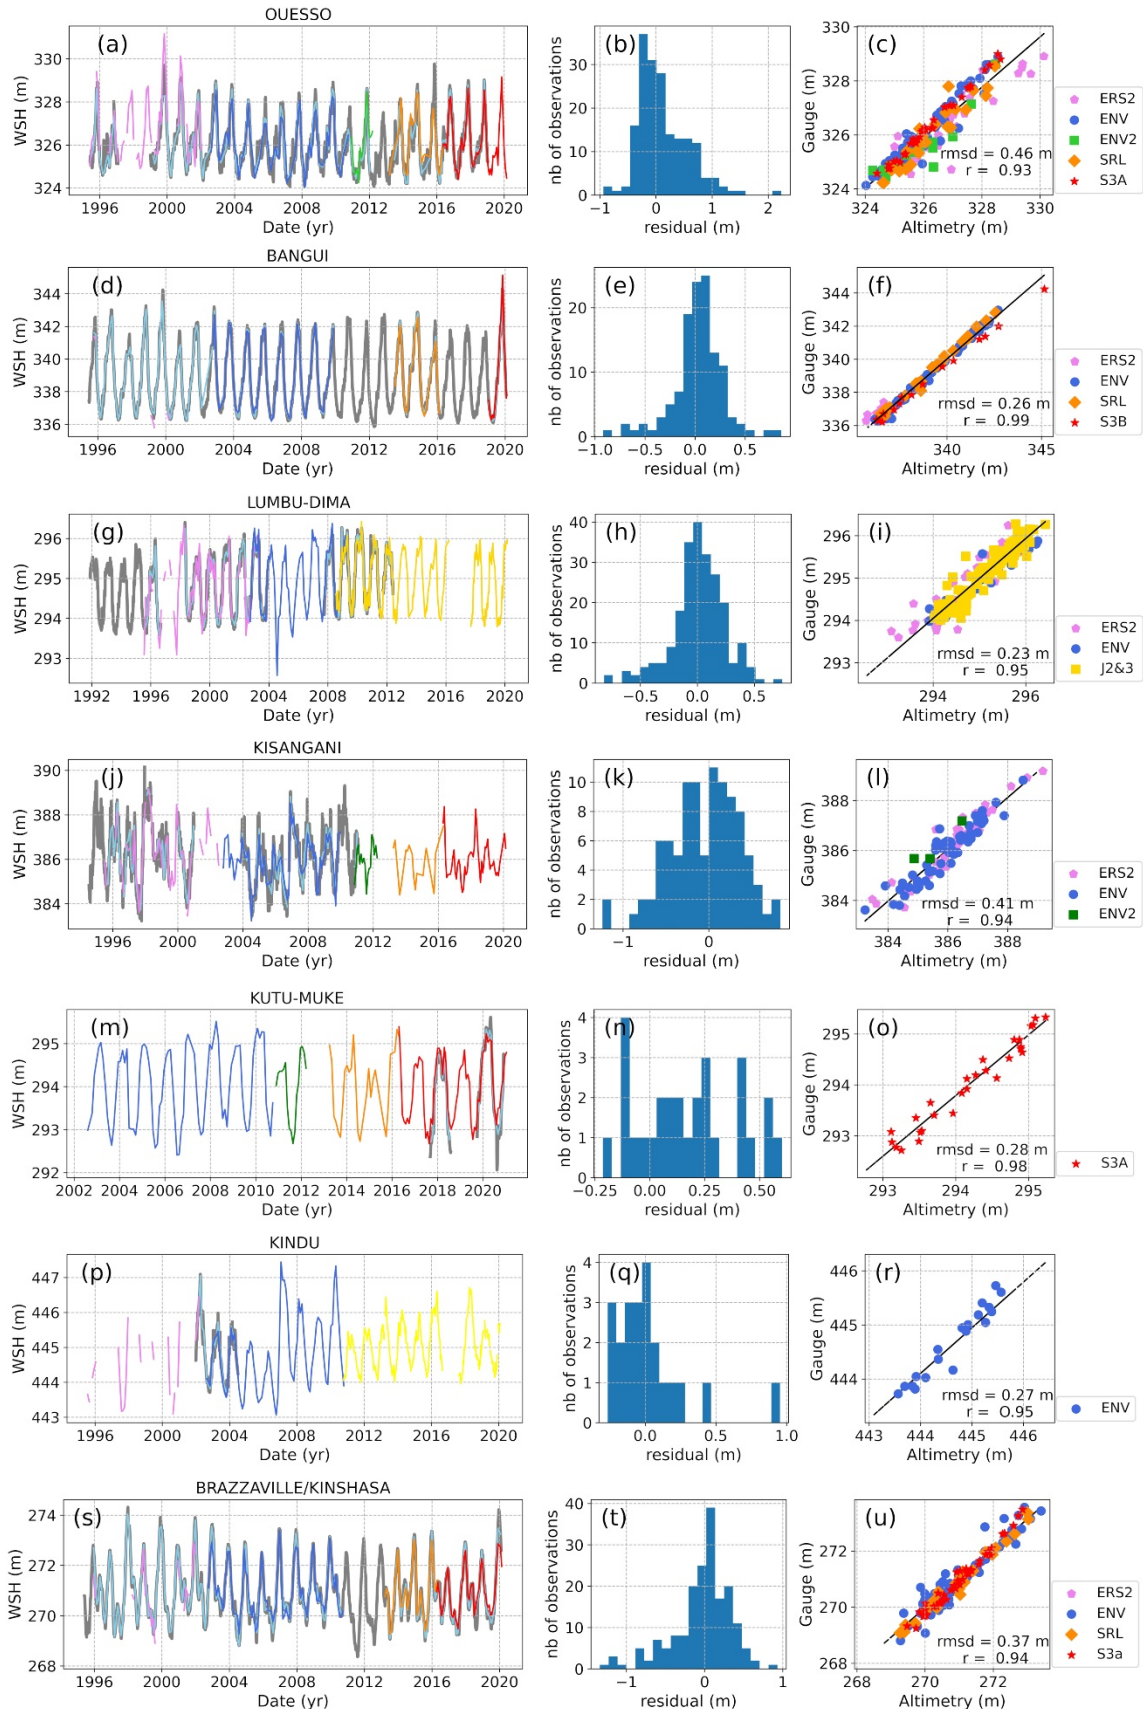 OUESSO
(a)
WSH (m)
330
328
326
324
1996
2000
2004
2008
2012
2016
2020
Date (yr)
(b)
nb of observations
30
20
10
0
−1
0
1
2
residual (m)
(c)
Gauge (m)
330
328
326
324
324
326
328
330
Altimetry (m)
rmsd = 0.46 m
r = 0.93
ERS2
ENV
ENV2
SRL
S3A
BANGUI
(d)
WSH (m)
344
342
340
338
336
1996
2000
2004
2008
2012
2016
2020
Date (yr)
(e)
nb of observations
20
10
0
−1.0
−0.5
0.0
0.5
residual (m)
(f)
Gauge (m)
344
342
340
338
336
340
345
Altimetry (m)
rmsd = 0.26 m
r = 0.99
ERS2
ENV
SRL
S3B
LUMBU-DIMA
(g)
WSH (m)
296
295
294
293
1992
1996
2000
2004
2008
2012
2016
2020
Date (yr)
(h)
nb of observations
40
30
20
10
0
−0.5
0.0
0.5
residual (m)
(i)
Gauge (m)
296
295
294
293
294
296
Altimetry (m)
rmsd = 0.23 m
r = 0.95
ERS2
ENV
J2&3
KISANGANI
(j)
WSH (m)
390
388
386
384
1996
2000
2004
2008
2012
2016
2020
Date (yr)
(k)
nb of observations
10
8
6
4
2
0
−1
0
residual (m)
(l)
Gauge (m)
388
386
384
384
386
388
Altimetry (m)
rmsd = 0.41 m
r = 0.94
ERS2
ENV
ENV2
KUTU-MUKE
(m)
WSH (m)
295
294
293
292
2002
2004
2006
2008
2010
2012
2014
2016
2018
2020
Date (yr)
(n)
nb of observations
4
3
2
1
0
−0.25
0.00
0.25
0.50
residual (m)
(o)
Gauge (m)
295
294
293
293
294
295
Altimetry (m)
rmsd = 0.28 m
r = 0.98
S3A
KINDU
(p)
WSH (m)
447
446
445
444
443
1996
2000
2004
2008
2012
2016
2020
Date (yr)
(q)
nb of observations
4
3
2
1
0
0.0
0.5
1.0
residual (m)
(r)
Gauge (m)
446
445
444
443
444
445
446
Altimetry (m)
rmsd = 0.27 m
r = O.95
ENV
BRAZZAVILLE/KINSHASA
(s)
WSH (m)
274
272
270
268
1996
2000
2004
2008
2012
2016
2020
Date (yr)
(t)
nb of observations
40
30
20
10
0
−1
0
1
residual (m)
(u)
Gauge (m)
272
270
268
268
270
272
Altimetry (m)
rmsd = 0.37 m
r = 0.94
ERS2
ENV
SRL
S3a